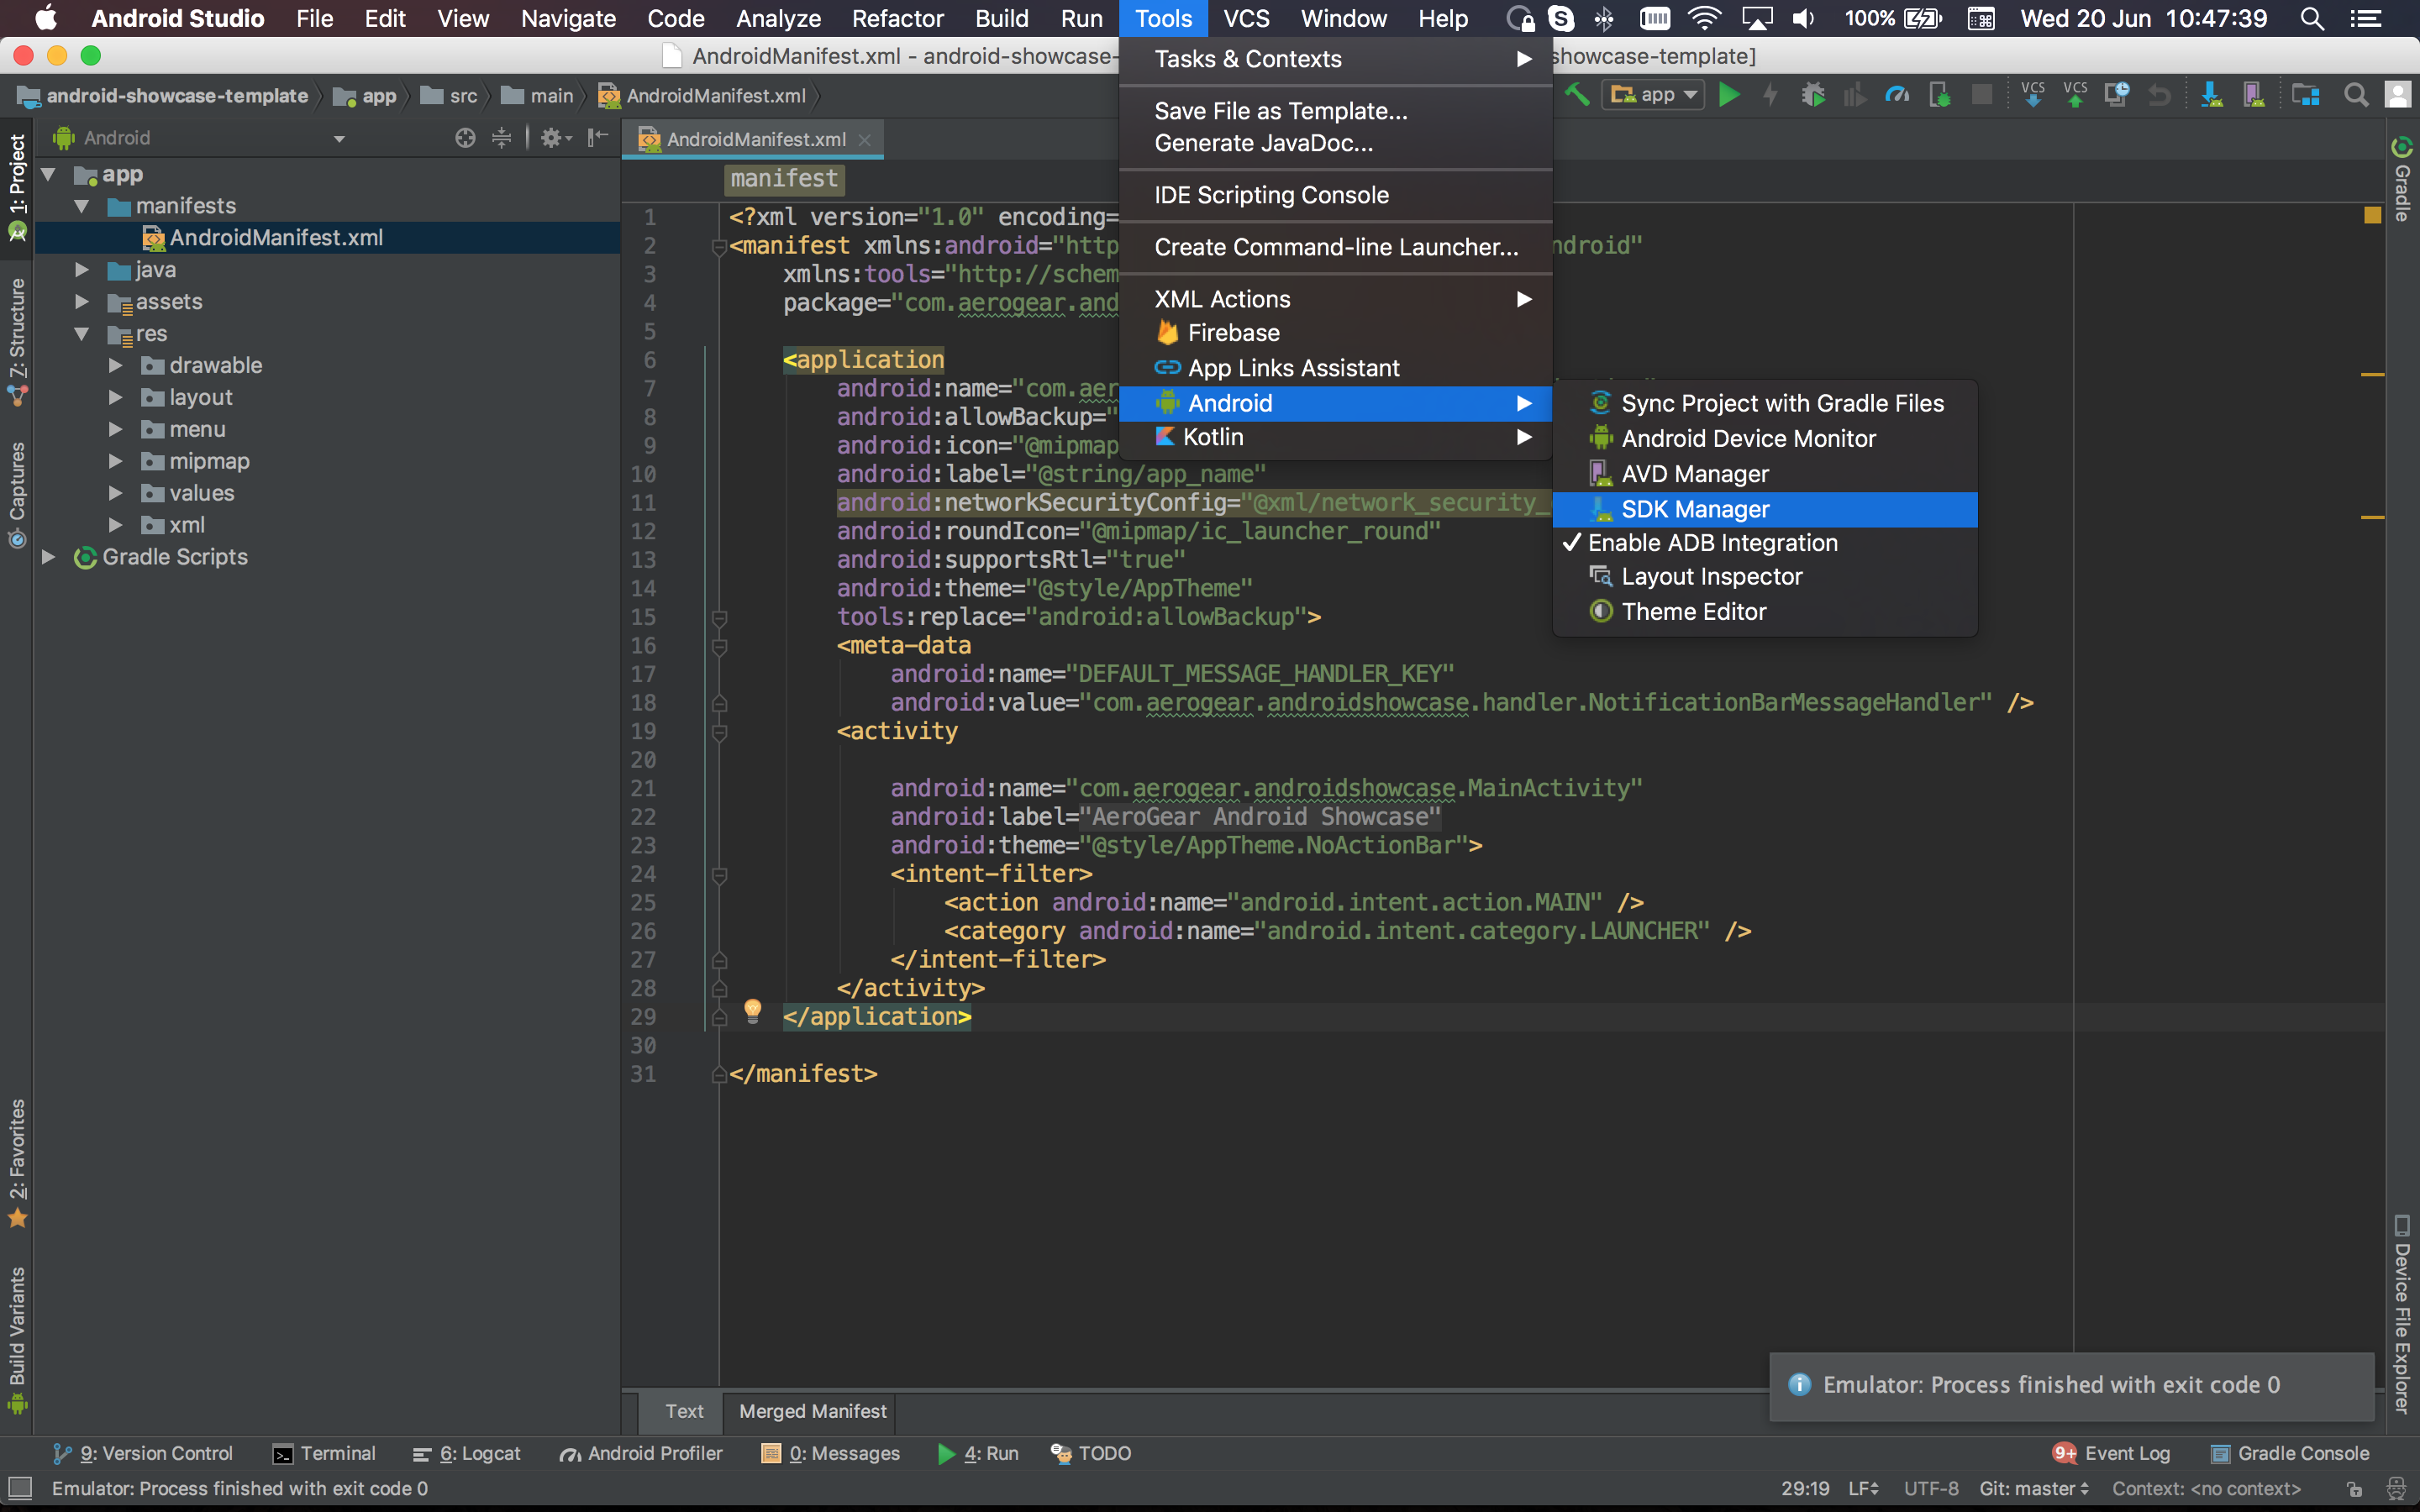 Android Studio File Edit View Navigate Code Analyze Refactor Build Run Tools VCS Window Help 100% Wed 20 Jun 10:47:39
AndroidManifest.xml - android-showcase- showcase-template]
android-showcase-template app src main AndroidManifest.xml app VCS VCS
Android
AndroidManifest.xml
manifest
1: Project
7: Structure
Captures
2: Favorites
Build Variants
app
manifests
AndroidManifest.xml
java
assets
res
drawable
layout
menu
mipmap
values
xml
Gradle Scripts
1 <?xml version="1.0" encoding=
2 <manifest xmlns:android="http ndroid"
3 xmlns:tools="http://schem
4 package="com.aerogear.and
5
6 <application
7 android:name="com.aer
8 android:allowBackup="
9 android:icon="@mipmap
10 android:label="@string/app_name"
11 android:networkSecurityConfig="@xml/network_security_
12 android:roundIcon="@mipmap/ic_launcher_round"
13 android:supportsRtl="true"
14 android:theme="@style/AppTheme"
15 tools:replace="android:allowBackup">
16 <meta-data
17 android:name="DEFAULT_MESSAGE_HANDLER_KEY"
18 android:value="com.aerogear.androidshowcase.handler.NotificationBarMessageHandler" />
19 <activity
20
21 android:name="com.aerogear.androidshowcase.MainActivity"
22 android:label="AeroGear Android Showcase"
23 android:theme="@style/AppTheme.NoActionBar">
24 <intent-filter>
25 <action android:name="android.intent.action.MAIN" />
26 <category android:name="android.intent.category.LAUNCHER" />
27 </intent-filter>
28 </activity>
29 </application>
30
31 </manifest>
Tasks & Contexts
Save File as Template...
Generate JavaDoc...
IDE Scripting Console
Create Command-line Launcher...
XML Actions
Firebase
App Links Assistant
Android
Kotlin
Sync Project with Gradle Files
Android Device Monitor
AVD Manager
SDK Manager
Enable ADB Integration
Layout Inspector
Theme Editor
Gradle
Device File Explorer
Emulator: Process finished with exit code 0
Text Merged Manifest
9: Version Control Terminal 6: Logcat Android Profiler 0: Messages 4: Run TODO 9+ Event Log Gradle Console
Emulator: Process finished with exit code 0 29:19 LF UTF-8 Git: master Context: <no context>